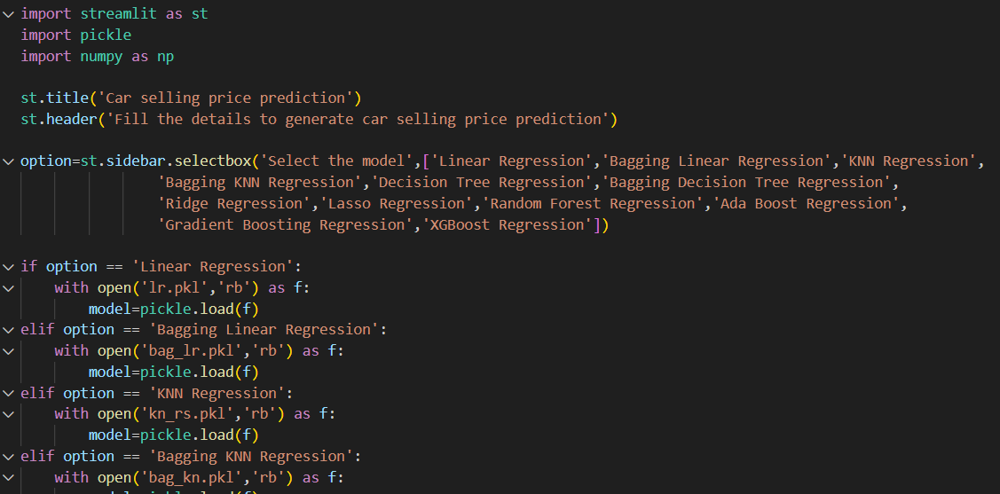 import streamlit as st
import pickle
import numpy as np
st.title('Car selling price prediction')
st.header('Fill the details to generate car selling price prediction')
option=st.sidebar.selectbox('Select the model',['Linear Regression','Bagging Linear Regression','KNN Regression',
'Bagging KNN Regression','Decision Tree Regression','Bagging Decision Tree Regression',
'Ridge Regression','Lasso Regression','Random Forest Regression','Ada Boost Regression',
'Gradient Boosting Regression','XGBoost Regression'])
if option == 'Linear Regression':
with open('lr.pkl','rb') as f:
model=pickle.load(f)
elif option == 'Bagging Linear Regression':
with open('bag_lr.pkl','rb') as f:
model=pickle.load(f)
elif option == 'KNN Regression':
with open('kn_rs.pkl','rb') as f:
model=pickle.load(f)
elif option == 'Bagging KNN Regression':
with open('bag_kn.pkl','rb') as f: